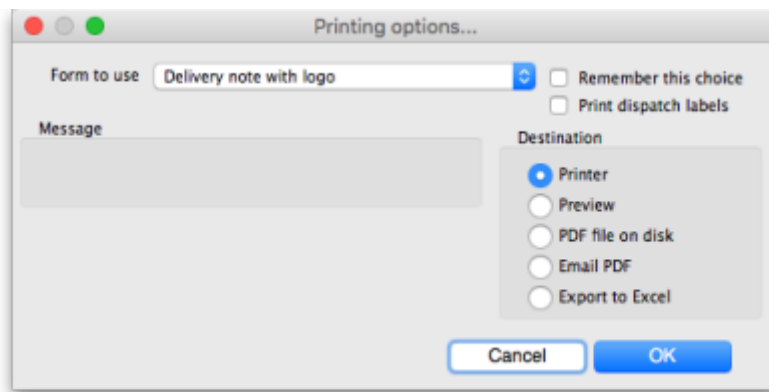 Printing options...
Form to use Delivery note with logo Remember this choice
Print dispatch labels
Message
Destination
Printer
Preview
PDF file on disk
Email PDF
Export to Excel
Cancel OK